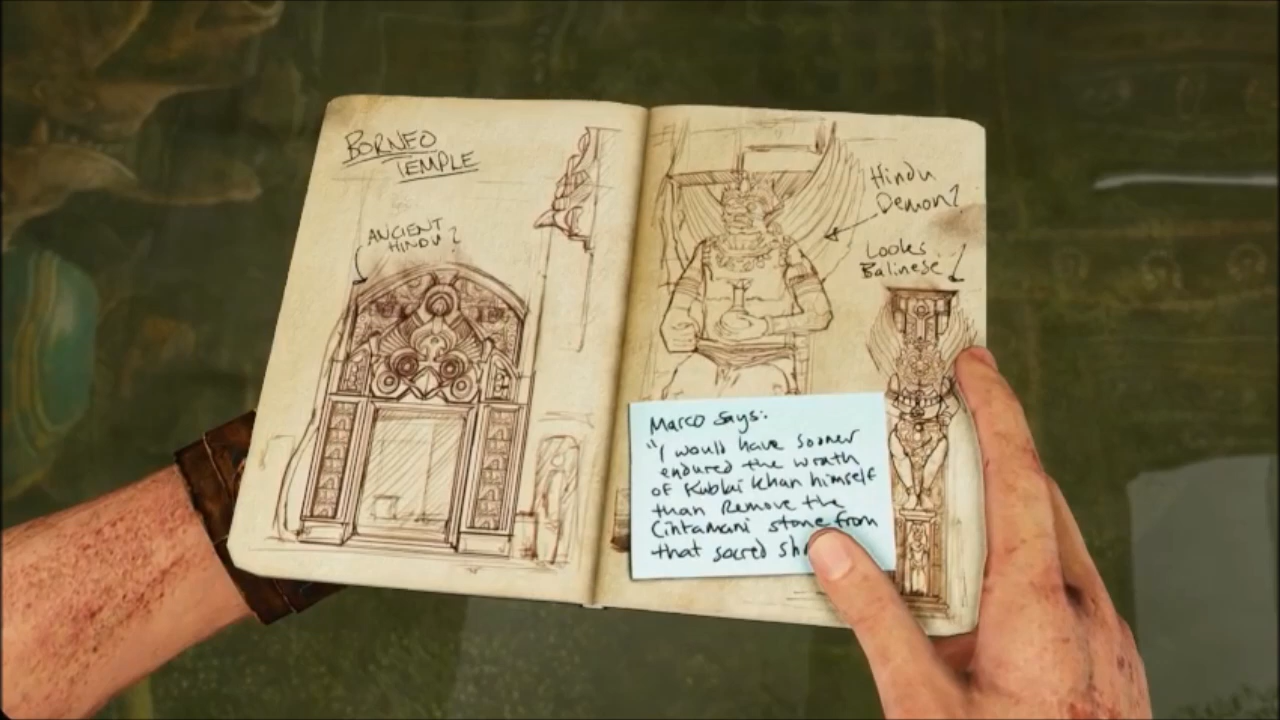 BORNEO
TEMPLE
ANCIENT
HINDU?
Hindu
Demon?
Looks
Balinese
Marco says:
"I would have sooner
endured the wrath
of Kublai Khan himself
than Remove the
Cintamani stone from
that sacred